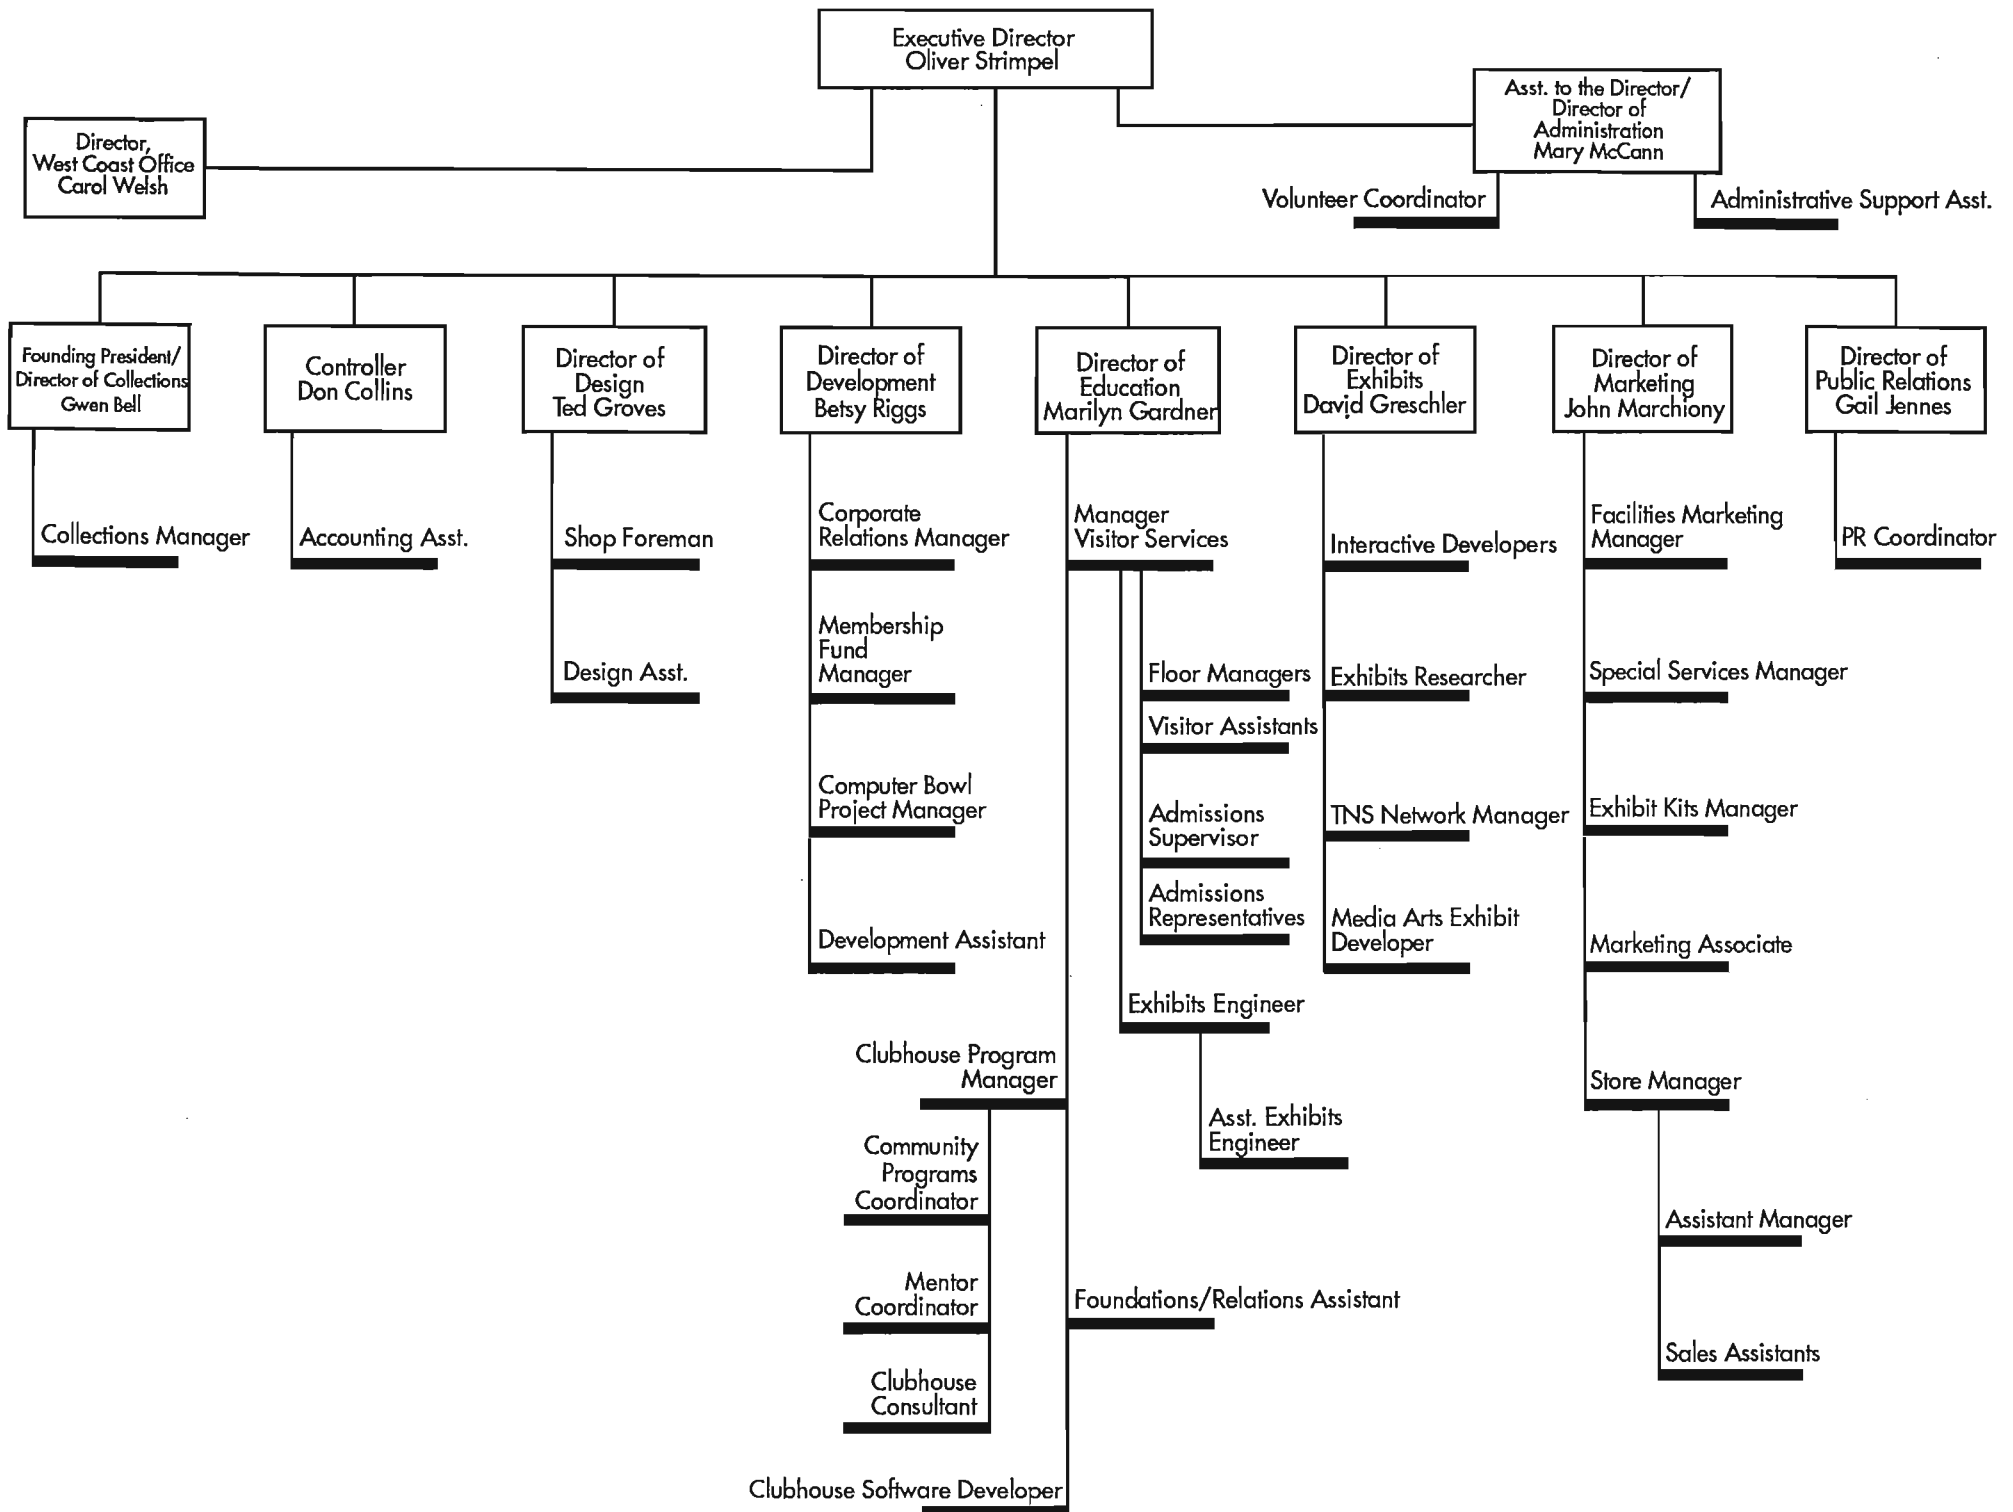 Executive Director
Oliver Strimpel
Asst. to the Director/
Director of
Administration
Mary McCann
Director,
West Coast Office
Carol Welsh
Volunteer Coordinator
Administrative Support Asst.
Founding President/
Director of Collections
Gwen Bell
Controller
Don Collins
Director of
Design
Ted Groves
Director of
Development
Betsy Riggs
Director of
Education
Marilyn Gardner
Director of
Exhibits
David Greschler
Director of
Marketing
John Marchiony
Director of
Public Relations
Gail Jennes
Collections Manager
Accounting Asst.
Shop Foreman
Design Asst.
Corporate
Relations Manager
Membership
Fund
Manager
Computer Bowl
Project Manager
Development Assistant
Manager
Visitor Services
Floor Managers
Visitor Assistants
Admissions
Supervisor
Admissions
Representatives
Exhibits Engineer
Asst. Exhibits
Engineer
Clubhouse Program
Manager
Community
Programs
Coordinator
Mentor
Coordinator
Clubhouse
Consultant
Foundations/Relations Assistant
Clubhouse Software Developer
Interactive Developers
Exhibits Researcher
TNS Network Manager
Media Arts Exhibit
Developer
Facilities Marketing
Manager
Special Services Manager
Exhibit Kits Manager
Marketing Associate
Store Manager
Assistant Manager
Sales Assistants
PR Coordinator